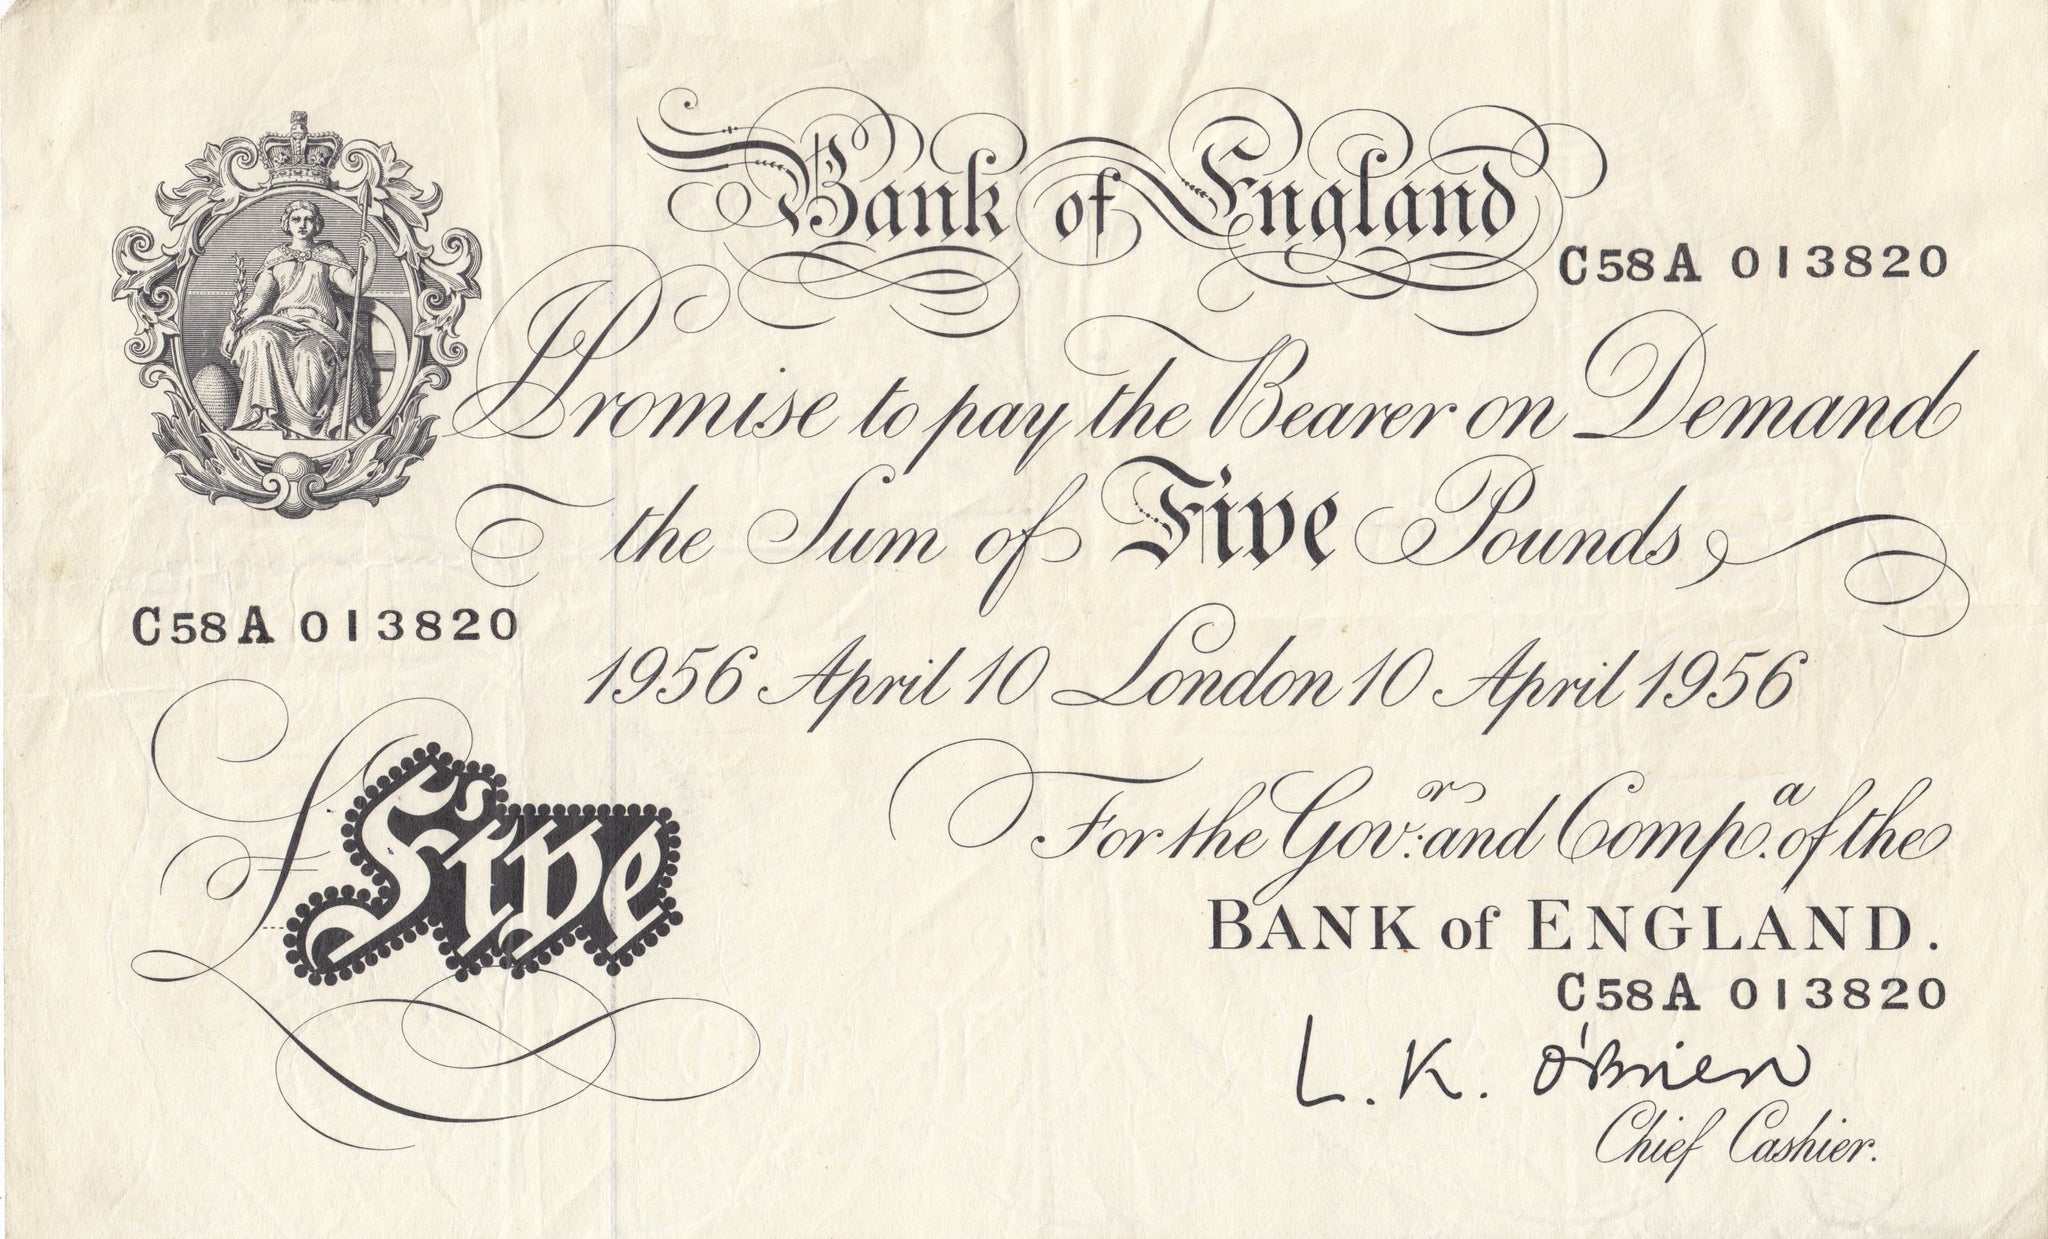 Bank of England
C58A 013820
I Promise to pay the Bearer on Demand
the Sum of Five Pounds
C58A 013820
1956 April 10 London 10 April 1956
£Five
For the Gov.r and Comp.a of the
BANK of ENGLAND.
C58A 013820
L. K. O'Brien
Chief Cashier.